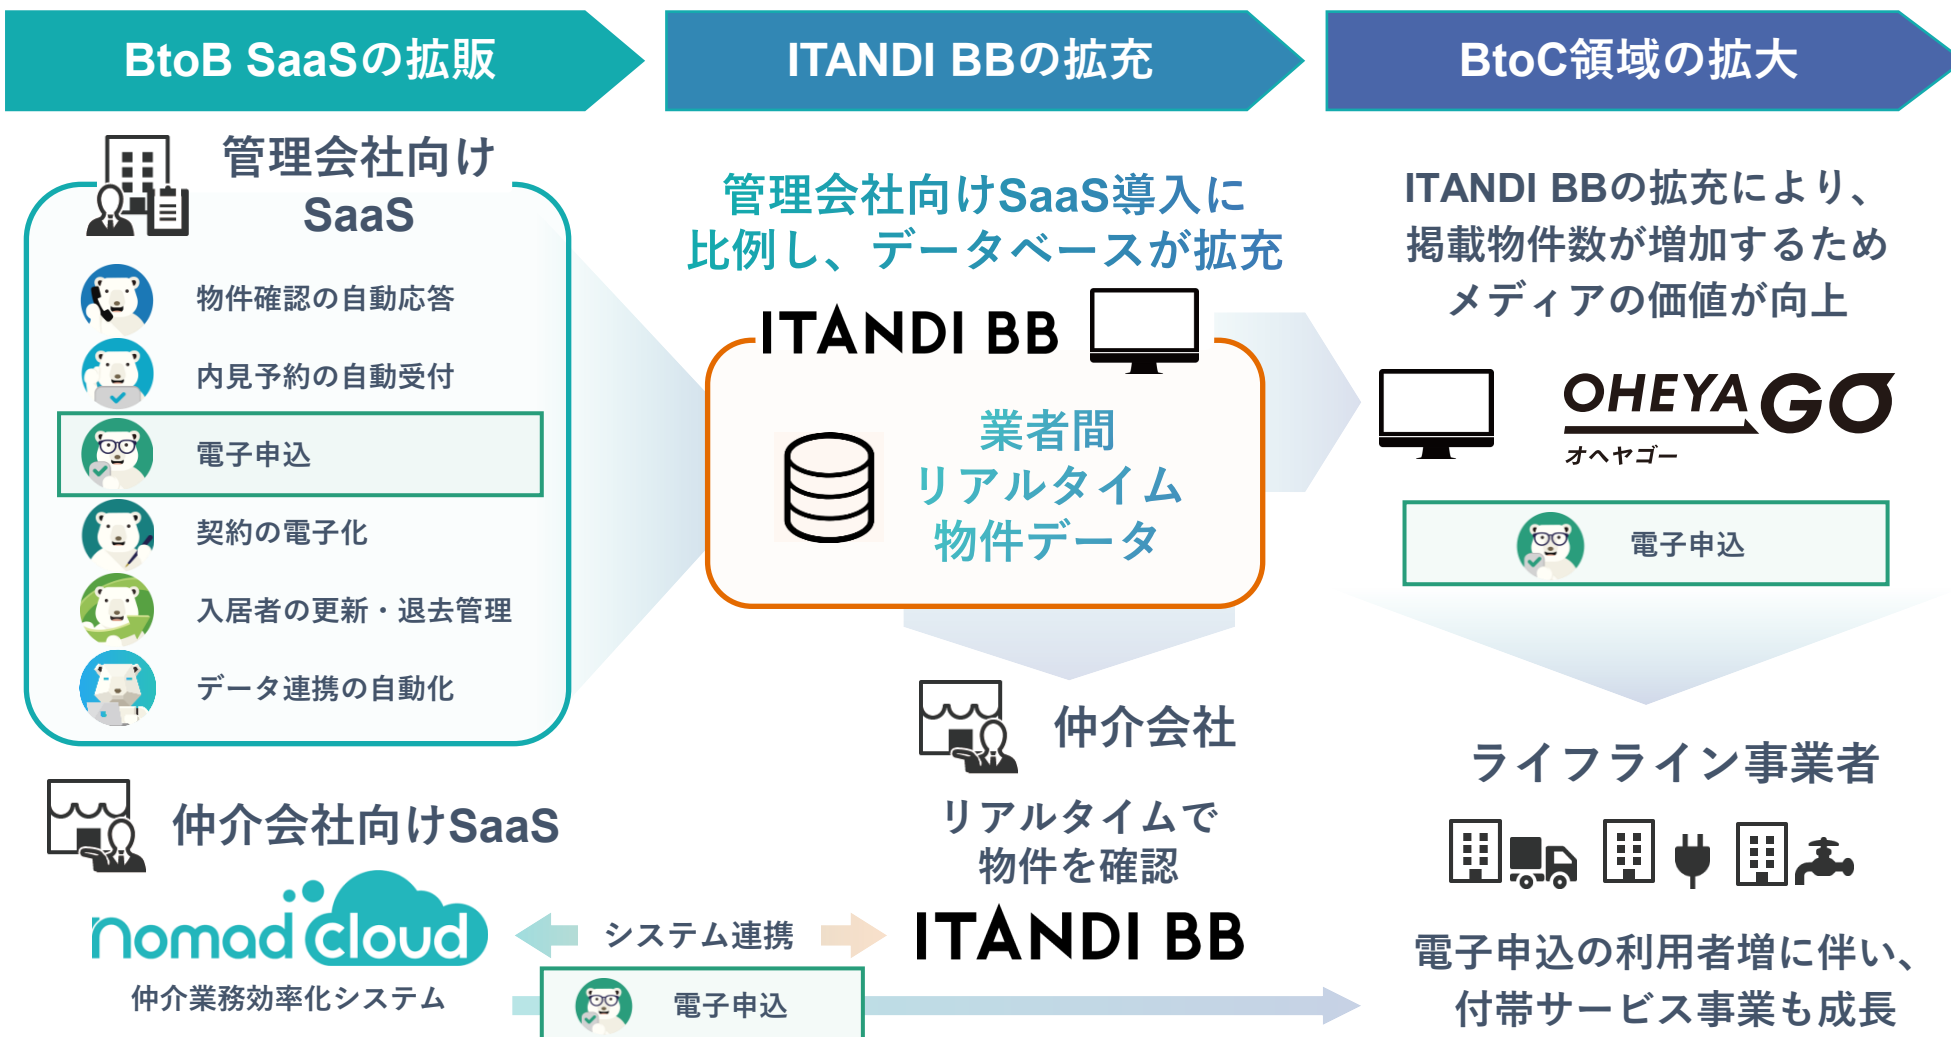 BtoB SaaSの拡販
ITANDI BBの拡充
BtoC領域の拡大
管理会社向け
SaaS
物件確認の自動応答
内見予約の自動受付
電子申込
契約の電子化
入居者の更新・退去管理
データ連携の自動化
仲介会社向けSaaS
nomad cloud
仲介業務効率化システム
管理会社向けSaaS導入に
比例し、データベースが拡充
ITANDI BB
業者間
リアルタイム
物件データ
仲介会社
リアルタイムで
物件を確認
システム連携
ITANDI BB
電子申込
ITANDI BBの拡充により、
掲載物件数が増加するため
メディアの価値が向上
OHEYAGO
オヘヤゴー
電子申込
ライフライン事業者
電子申込の利用者増に伴い、
付帯サービス事業も成長